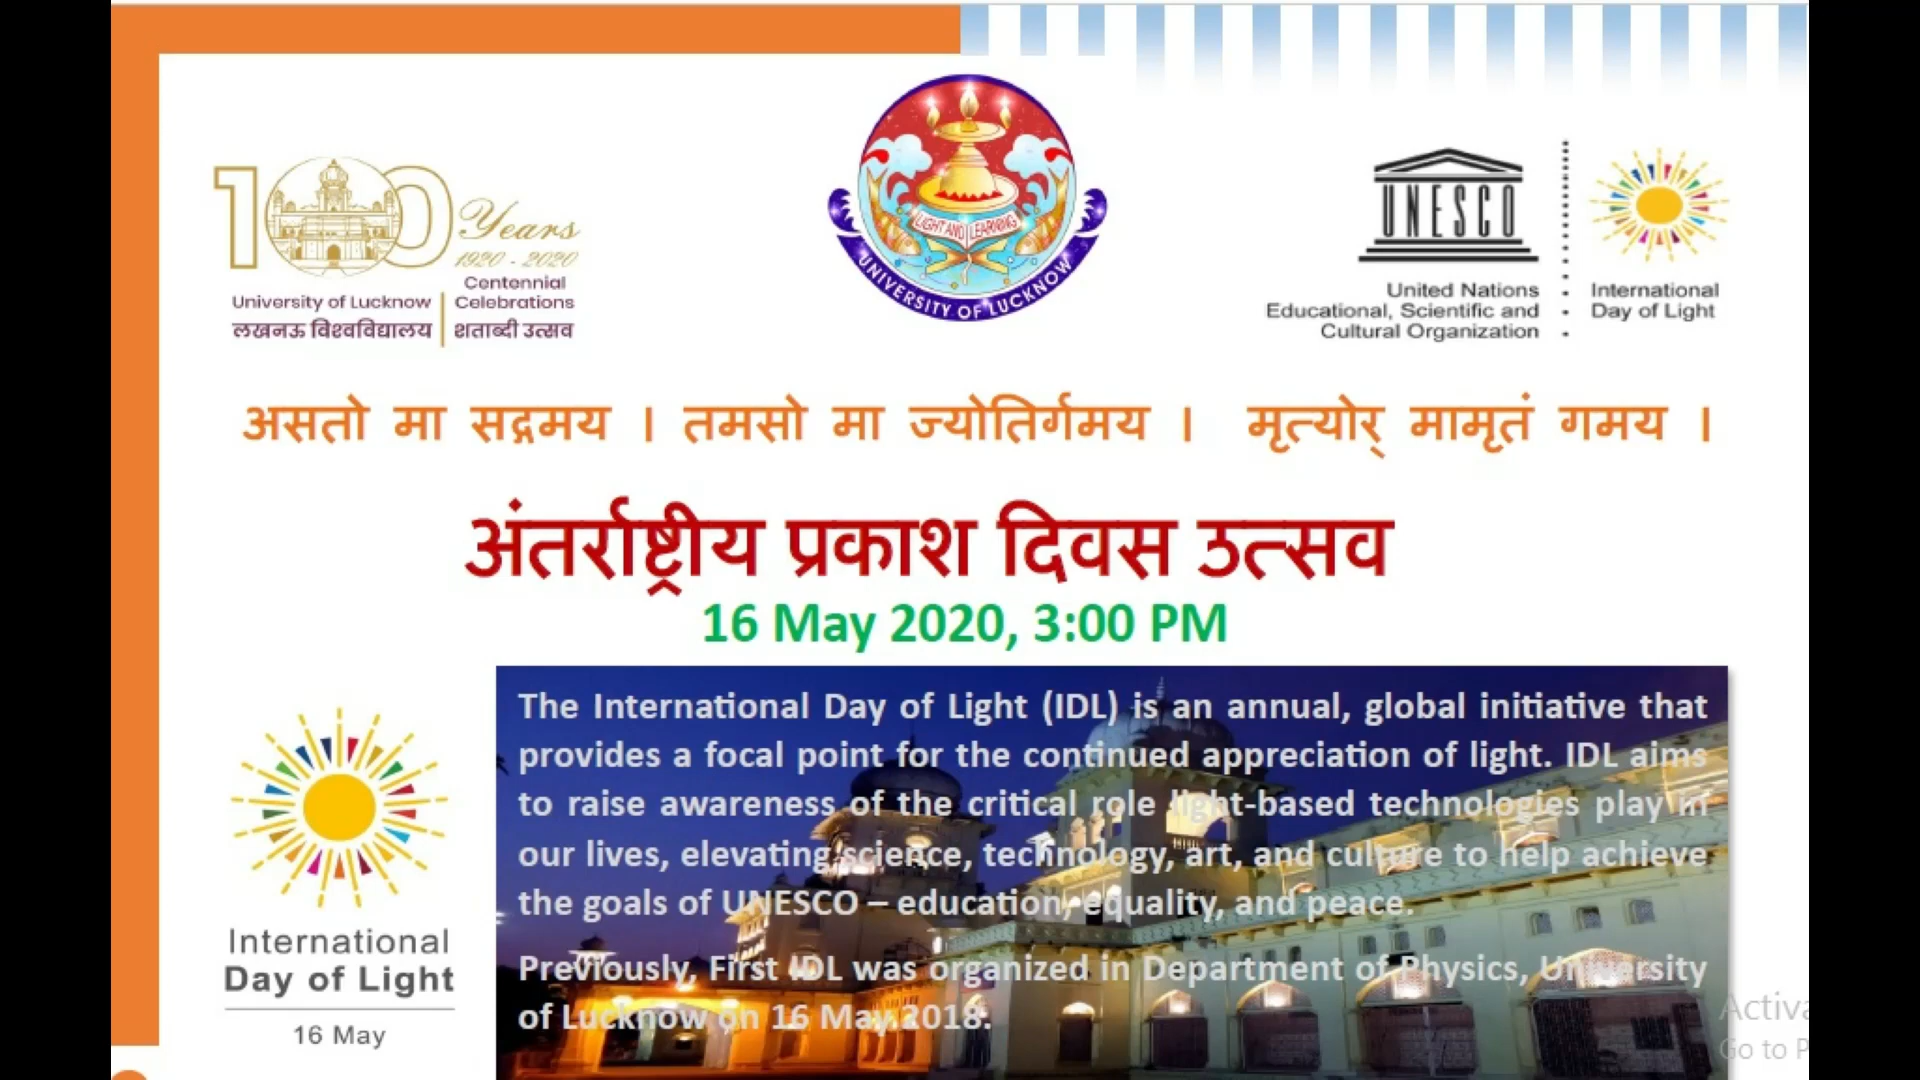 100 Years
1920 - 2020
University of Lucknow
लखनऊ विश्वविद्यालय
Centennial
Celebrations
शताब्दी उत्सव
LIGHT AND LEARNING
UNIVERSITY OF LUCKNOW
UNESCO
United Nations
Educational, Scientific and
Cultural Organization
International
Day of Light
असतो मा सद्गमय । तमसो मा ज्योतिर्गमय । मृत्योर् मामृतं गमय ।
अंतर्राष्ट्रीय प्रकाश दिवस उत्सव
16 May 2020, 3:00 PM
The International Day of Light (IDL) is an annual, global initiative that
provides a focal point for the continued appreciation of light. IDL aims
to raise awareness of the critical role light-based technologies play in
our lives, elevating science, technology, art, and culture to help achieve
the goals of UNESCO – education, equality, and peace.
Previously, First IDL was organized in Department of Physics, University
of Lucknow on 16 May 2018.
International
Day of Light
16 May
Go to